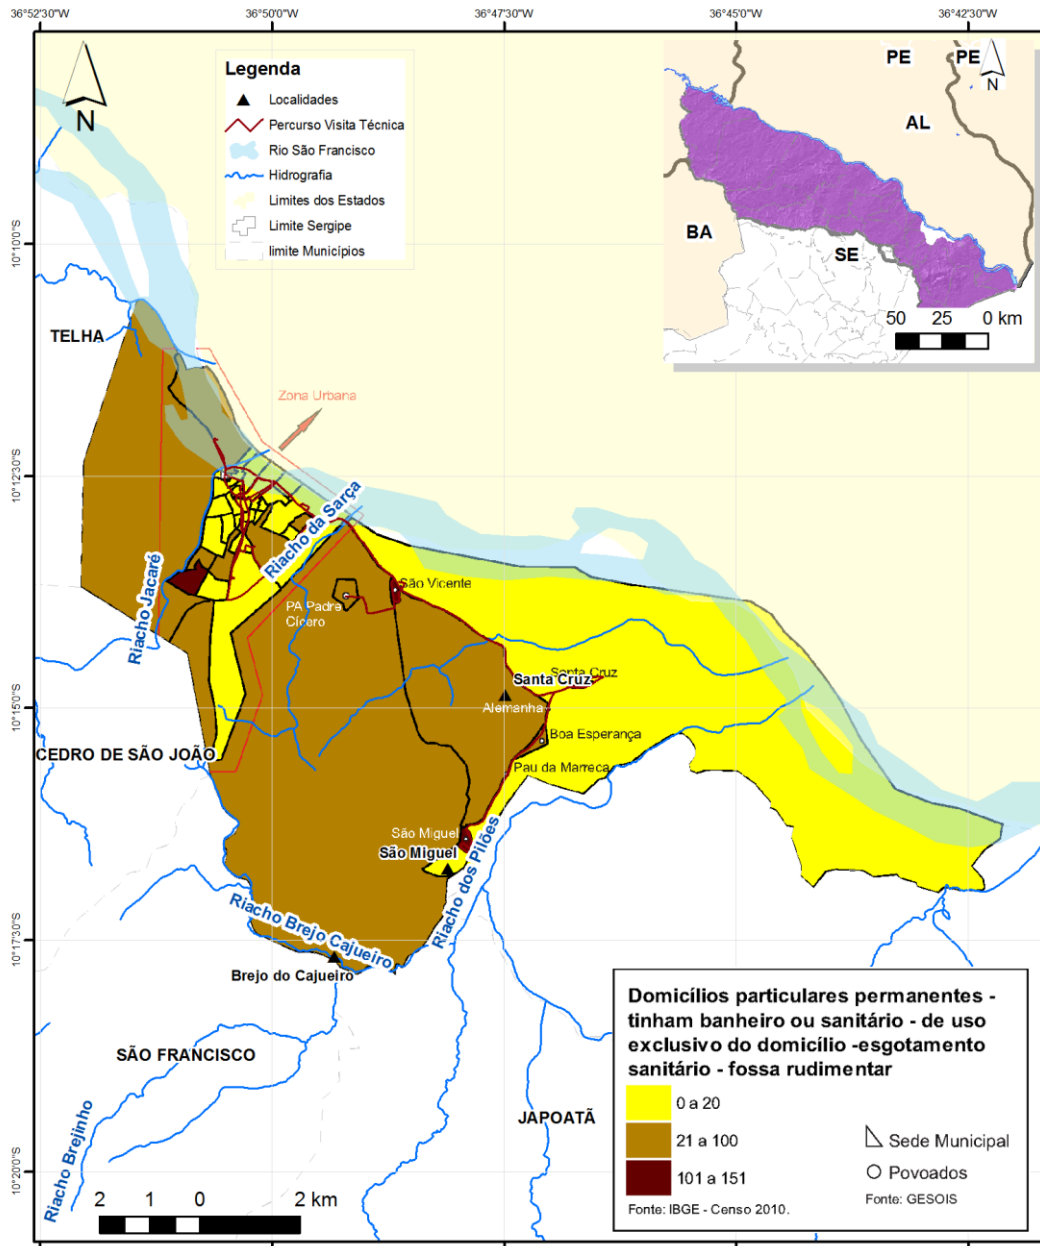 36°52'30"W
36°50'0"W
36°47'30"W
36°45'0"W
36°42'30"W
10°10'0"S
10°12'30"S
10°15'0"S
10°17'30"S
10°20'0"S
N
Legenda
Localidades
Percurso Visita Técnica
Rio São Francisco
Hidrografia
Limites dos Estados
Limite Sergipe
limite Municípios
PE
PE
N
AL
BA
SE
50 25 0 km
TELHA
Zona Urbana
Riacho da Sarça
Riacho Jacaré
São Vicente
PA Padre
Cícero
Santa Cruz
Santa Cruz
Alemanha
Boa Esperança
Pau da Marreca
CEDRO DE SÃO JOÃO
São Miguel
São Miguel
Riacho dos Pilões
Riacho Brejo Cajueiro
Brejo do Cajueiro
SÃO FRANCISCO
JAPOATÃ
Riacho Brejinho
2 1 0 2 km
Domicílios particulares permanentes -
tinham banheiro ou sanitário - de uso
exclusivo do domicílio -esgotamento
sanitário - fossa rudimentar
0 a 20
21 a 100
101 a 151
Sede Municipal
Povoados
Fonte: GESOIS
Fonte: IBGE - Censo 2010.